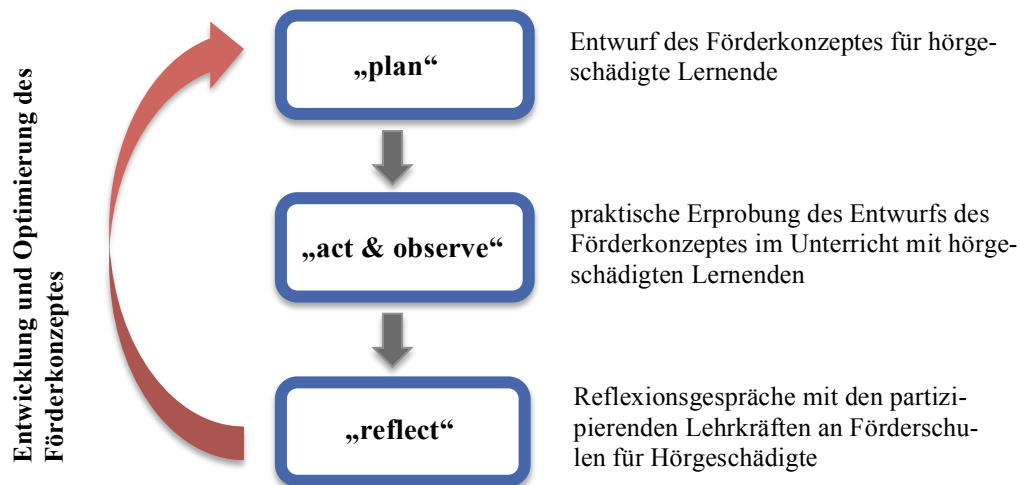 Entwicklung und Optimierung des
Förderkonzeptes
„plan“
Entwurf des Förderkonzeptes für hörge-
schädigte Lernende
„act & observe“
praktische Erprobung des Entwurfs des
Förderkonzeptes im Unterricht mit hörge-
schädigten Lernenden
„reflect“
Reflexionsgespräche mit den partizi-
pierenden Lehrkräften an Förderschu-
len für Hörgeschädigte